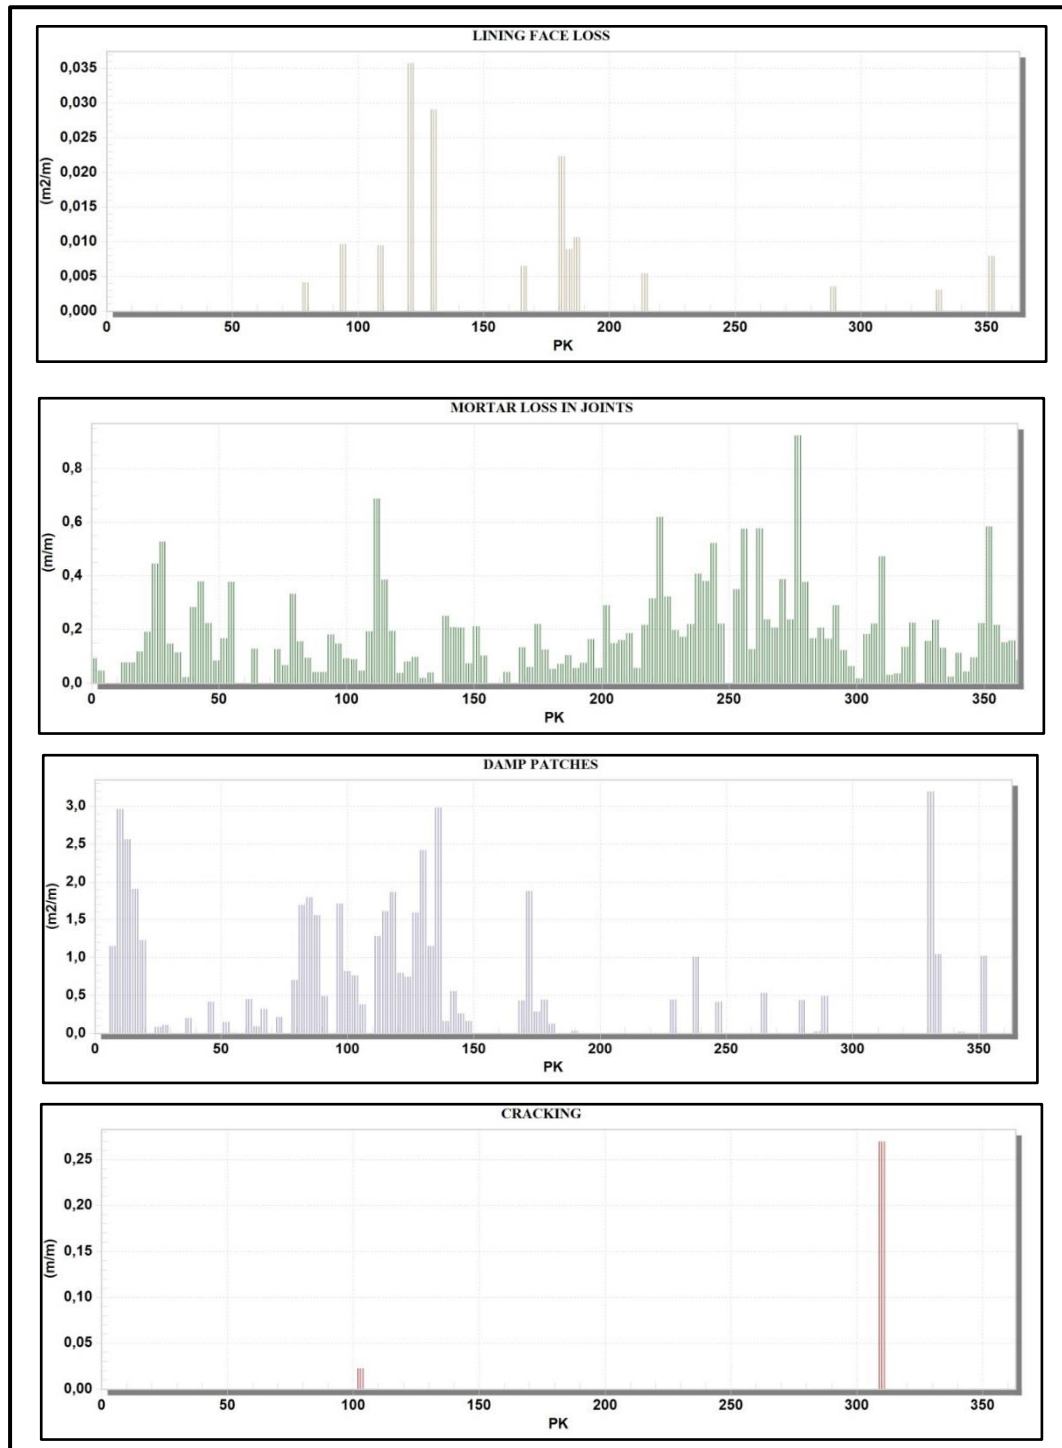 LINING FACE LOSS
0,035
0,030
0,025
0,020
0,015
0,010
0,005
0,000
(m2/m)
0 50 100 150 200 250 300 350
PK
MORTAR LOSS IN JOINTS
0,8
0,6
0,4
0,2
0,0
(m/m)
0 50 100 150 200 250 300 350
PK
DAMP PATCHES
3,0
2,5
2,0
1,5
1,0
0,5
0,0
(m2/m)
0 50 100 150 200 250 300 350
PK
CRACKING
0,25
0,20
0,15
0,10
0,05
0,00
(m/m)
0 50 100 150 200 250 300 350
PK